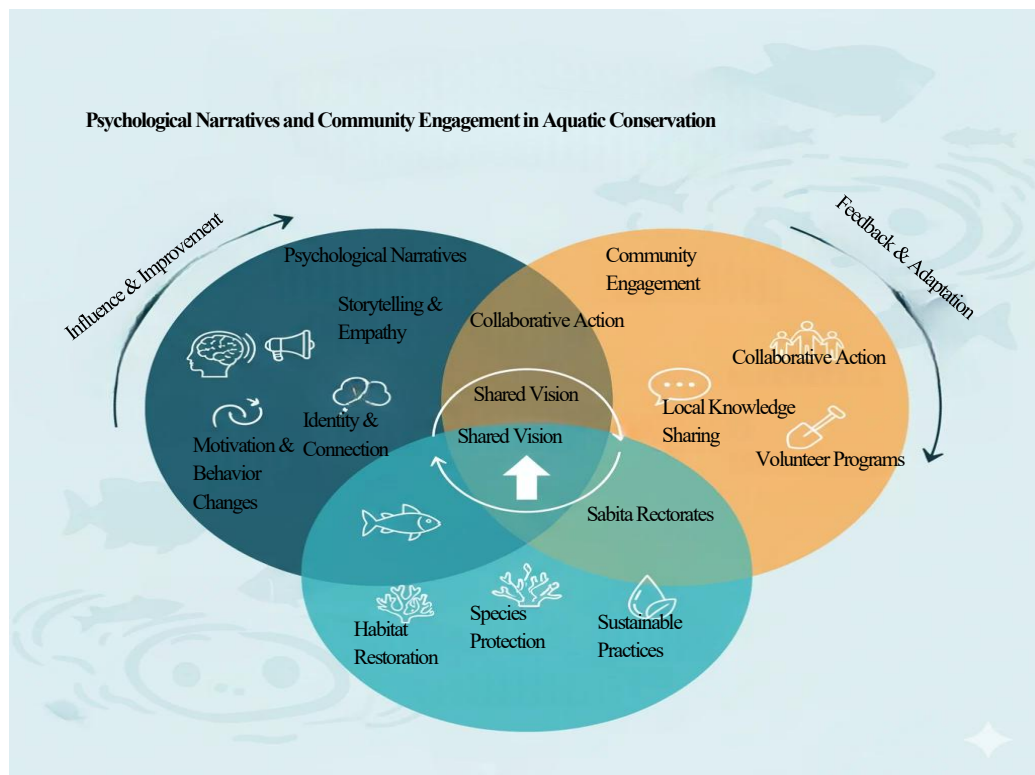 Psychological Narratives and Community Engagement in Aquatic Conservation
Influence & Improvement
Feedback & Adaptation
Psychological Narratives
Storytelling &
Empathy
Identity &
Connection
Motivation &
Behavior
Changes
Collaborative Action
Shared Vision
Shared Vision
Community
Engagement
Collaborative Action
Local Knowledge
Sharing
Volunteer Programs
Sabita Rectorates
Habitat
Restoration
Species
Protection
Sustainable
Practices